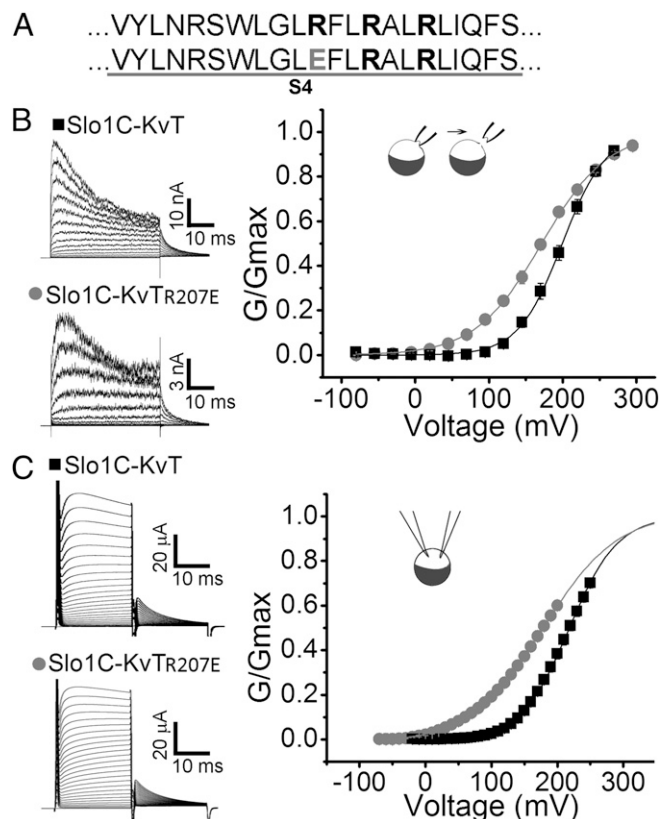 A
...VYLNRSWLGLRFLRALRLIQFS...
...VYLNRSWLGLEFLRALRLIQFS...
S4
B
Slo1C-KvT
10 nA
10 ms
Slo1C-KvTR207E
3 nA
10 ms
G/Gmax
1.0
0.8
0.6
0.4
0.2
0.0
-100 0 100 200 300
Voltage (mV)
C
Slo1C-KvT
20 μA
10 ms
Slo1C-KvTR207E
20 μA
10 ms
G/Gmax
1.0
0.8
0.6
0.4
0.2
0.0
-100 0 100 200 300
Voltage (mV)